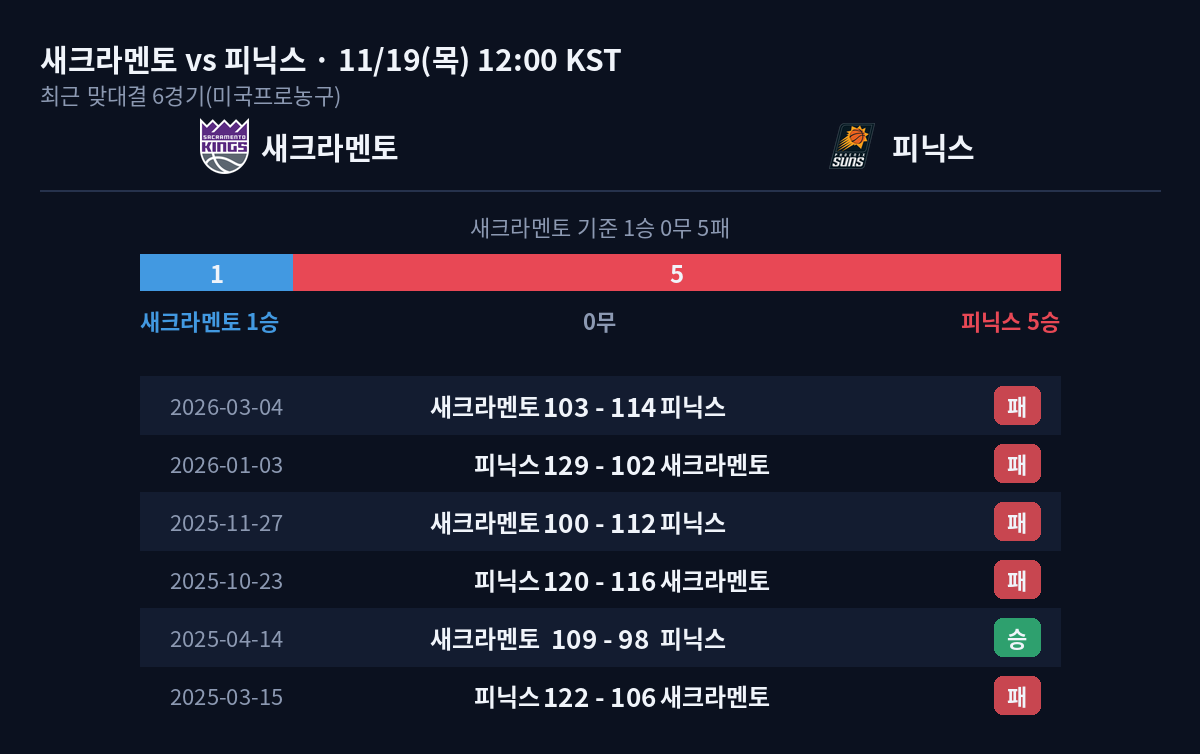 새크라멘토 vs 피닉스 · 11/19(목) 12:00 KST
최근 맞대결 6경기(미국프로농구)
SACRAMENTO
KINGS
새크라멘토
PHOENIX
SUNS
피닉스
새크라멘토 기준 1승 0무 5패
1 5
새크라멘토 1승 0무 피닉스 5승
2026-03-04 새크라멘토 103 - 114 피닉스 패
2026-01-03 피닉스 129 - 102 새크라멘토 패
2025-11-27 새크라멘토 100 - 112 피닉스 패
2025-10-23 피닉스 120 - 116 새크라멘토 패
2025-04-14 새크라멘토 109 - 98 피닉스 승
2025-03-15 피닉스 122 - 106 새크라멘토 패